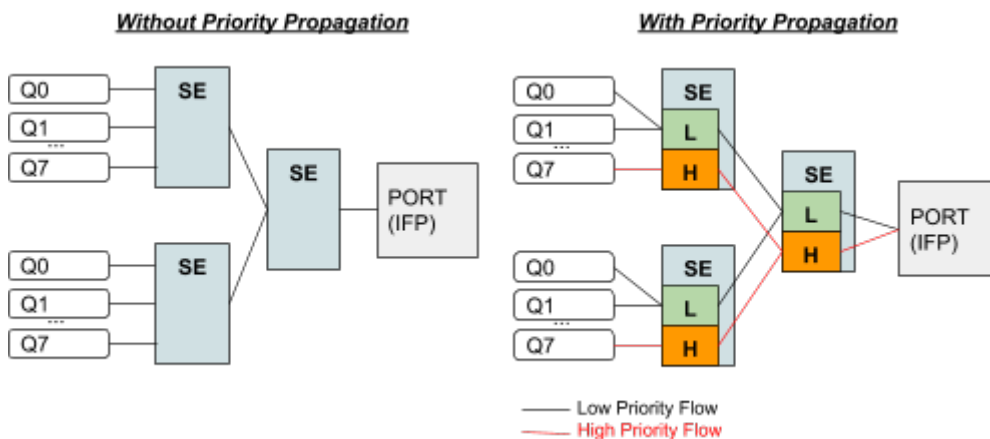 Without Priority Propagation
Q0
Q1
...
Q7
SE
Q0
Q1
...
Q7
SE
SE
PORT
(IFP)
With Priority Propagation
Q0
Q1
...
Q7
SE
L
H
Q0
Q1
...
Q7
SE
L
H
SE
L
H
PORT
(IFP)
Low Priority Flow
High Priority Flow